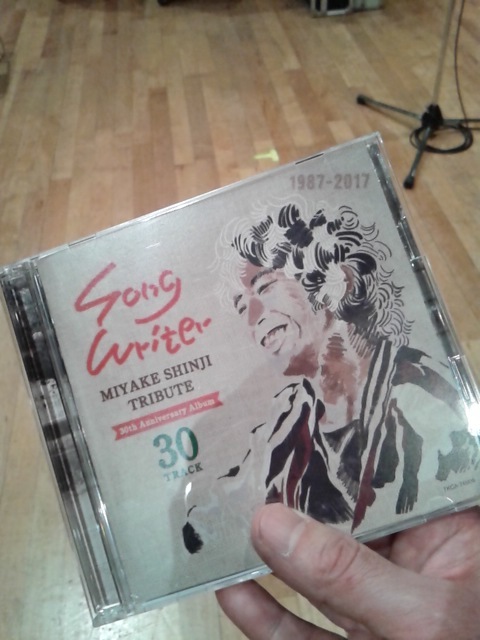 1987-2017
Song
Writer
MIYAKE SHINJI
TRIBUTE
30th Anniversary Album
30
TRACK